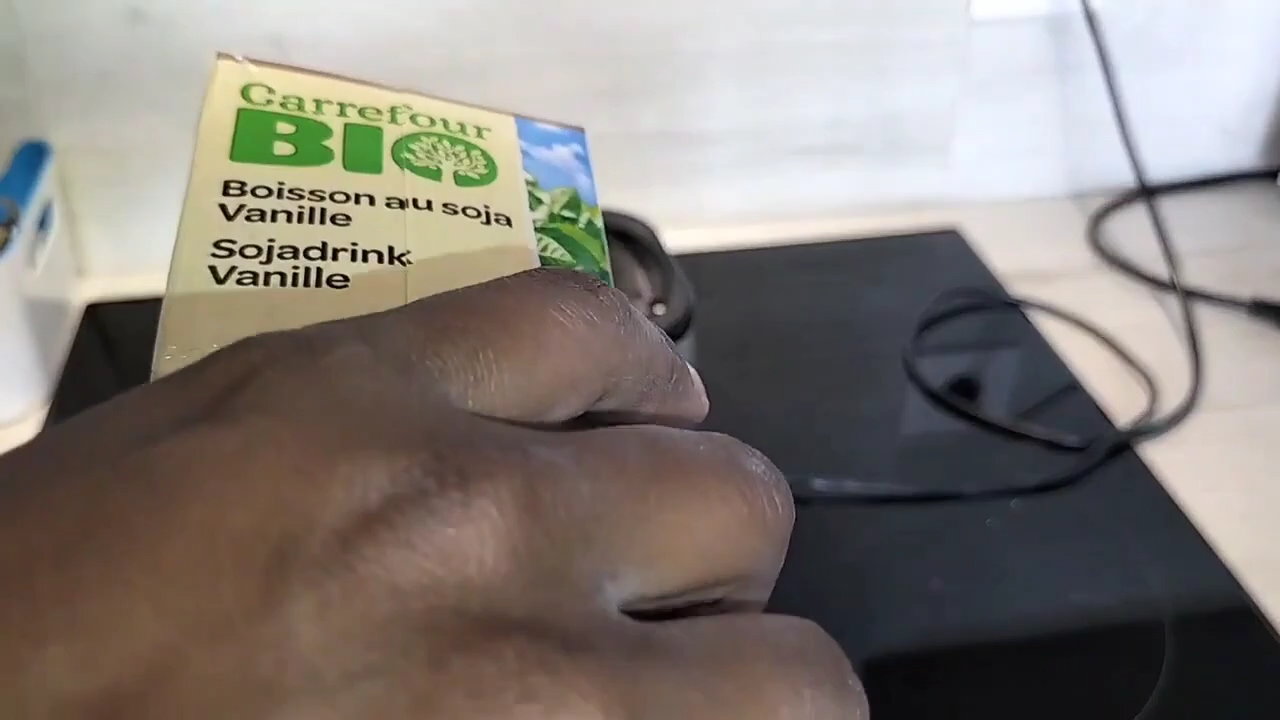 Carrefour
BIO
Boisson au soja
Vanille
Sojadrink
Vanille